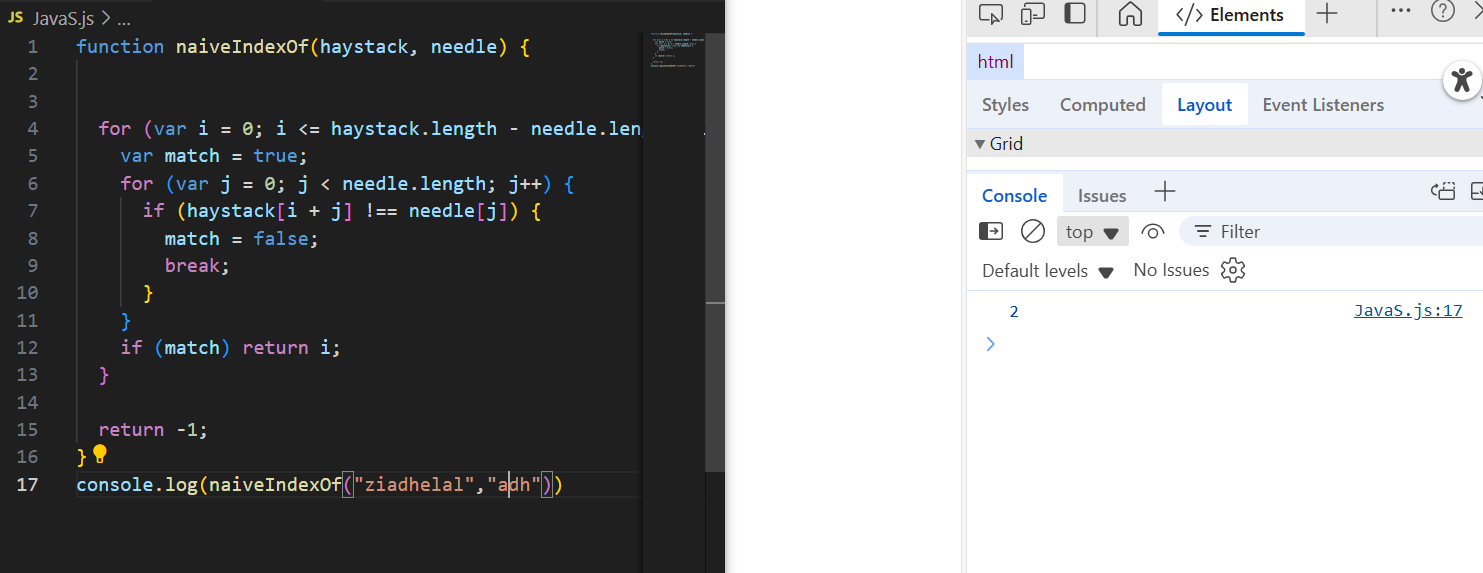 JS JavaS.js > ...
1 function naiveIndexOf(haystack, needle) {
2
3
4 for (var i = 0; i <= haystack.length - needle.len
5 var match = true;
6 for (var j = 0; j < needle.length; j++) {
7 if (haystack[i + j] !== needle[j]) {
8 match = false;
9 break;
10 }
11 }
12 if (match) return i;
13 }
14
15 return -1;
16 }
17 console.log(naiveIndexOf("ziadhelal","adh"))
</> Elements
html
Styles Computed Layout Event Listeners
Grid
Console Issues
top Filter
Default levels No Issues
2 JavaS.js:17
>